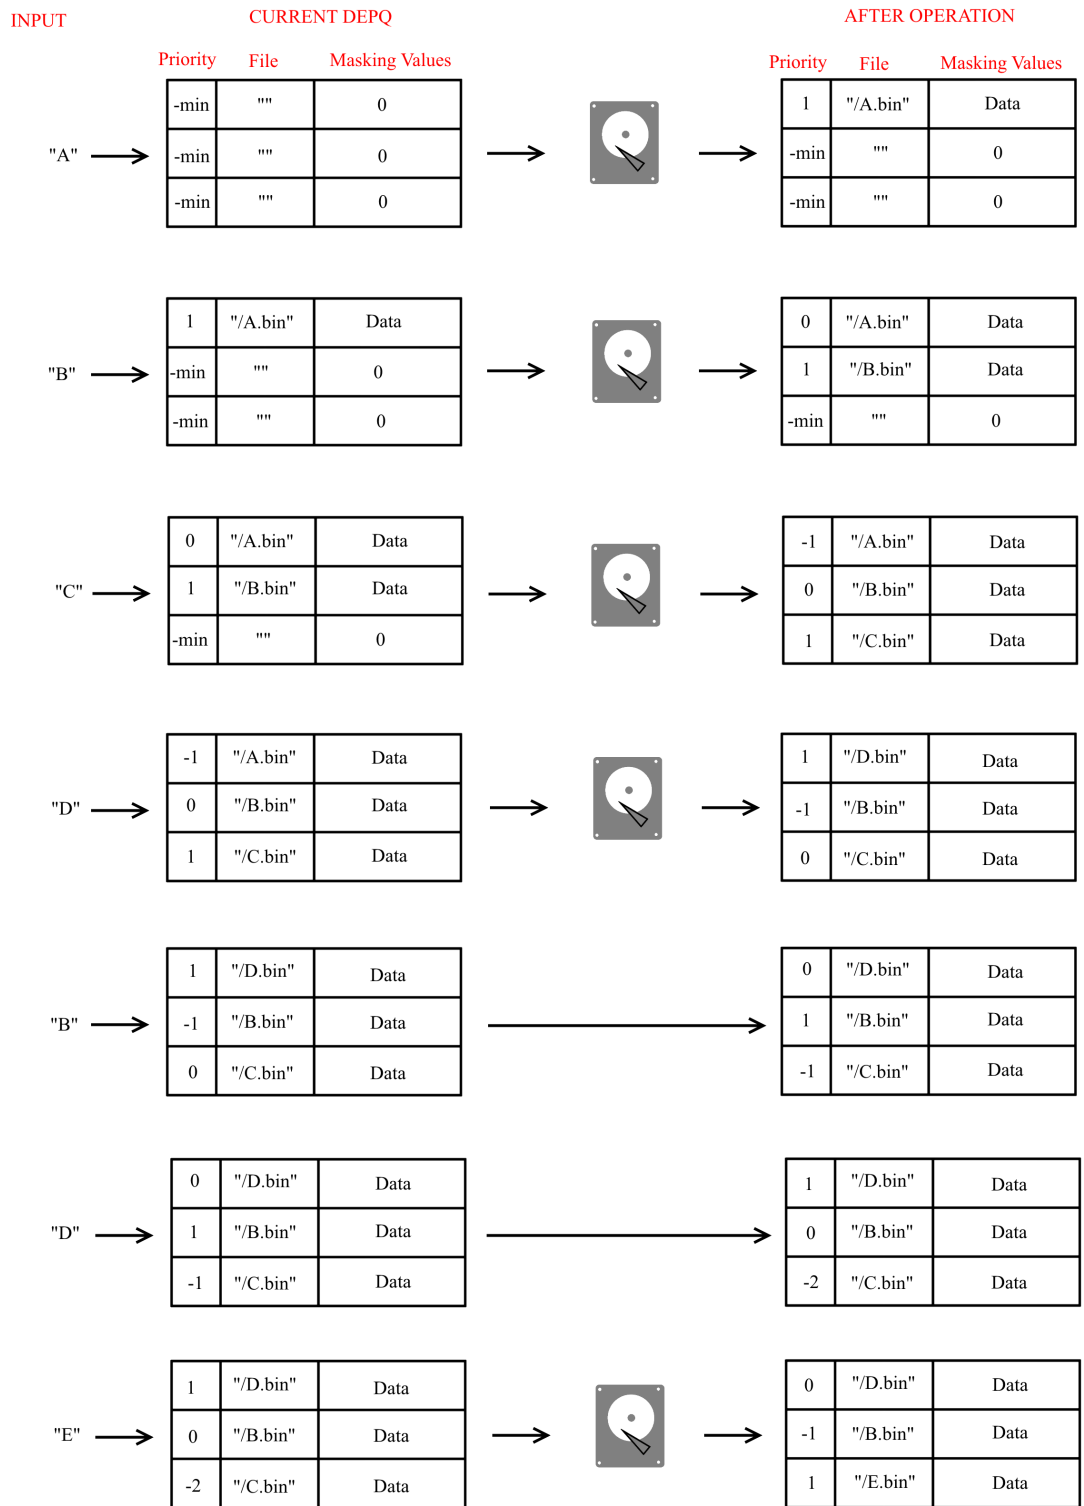 INPUT CURRENT DEPQ AFTER OPERATION
Priority File Masking Values Priority File Masking Values
-min "" 0 1 "/A.bin" Data
"A" -min "" 0 -min "" 0
-min "" 0 -min "" 0
1 "/A.bin" Data 0 "/A.bin" Data
"B" -min "" 0 1 "/B.bin" Data
-min "" 0 -min "" 0
0 "/A.bin" Data -1 "/A.bin" Data
"C" 1 "/B.bin" Data 0 "/B.bin" Data
-min "" 0 1 "/C.bin" Data
-1 "/A.bin" Data 1 "/D.bin" Data
"D" 0 "/B.bin" Data -1 "/B.bin" Data
1 "/C.bin" Data 0 "/C.bin" Data
1 "/D.bin" Data 0 "/D.bin" Data
"B" -1 "/B.bin" Data 1 "/B.bin" Data
0 "/C.bin" Data -1 "/C.bin" Data
0 "/D.bin" Data 1 "/D.bin" Data
"D" 1 "/B.bin" Data 0 "/B.bin" Data
-1 "/C.bin" Data -2 "/C.bin" Data
1 "/D.bin" Data 0 "/D.bin" Data
"E" 0 "/B.bin" Data -1 "/B.bin" Data
-2 "/C.bin" Data 1 "/E.bin" Data